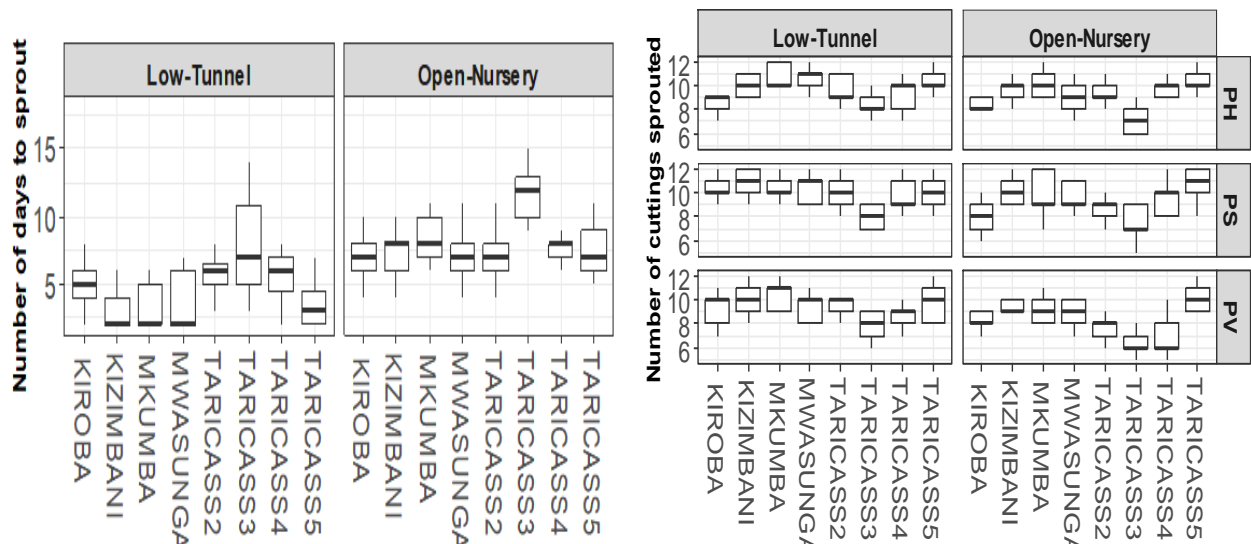 Number of days to sprout
Low-Tunnel
Open-Nursery
15
10
5
KIROBA
KIZIMBANI
MKUMBA
MWASUNGA
TARICASS2
TARICASS3
TARICASS4
TARICASS5
KIROBA
KIZIMBANI
MKUMBA
MWASUNGA
TARICASS2
TARICASS3
TARICASS4
TARICASS5
Number of cuttings sprouted
Low-Tunnel
Open-Nursery
12
10
8
6
PH
12
10
8
6
PS
12
10
8
6
PV
KIROBA
KIZIMBANI
MKUMBA
MWASUNGA
TARICASS2
TARICASS3
TARICASS4
TARICASS5
KIROBA
KIZIMBANI
MKUMBA
MWASUNGA
TARICASS2
TARICASS3
TARICASS4
TARICASS5